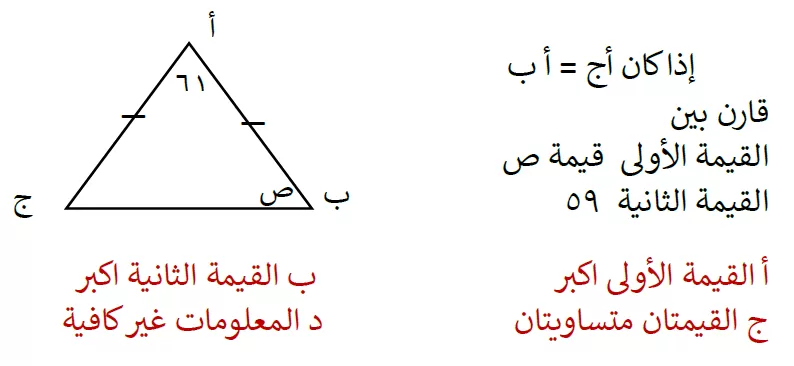 أ
٦١
ص
ب
ج
إذا كان أج = أ ب
قارن بين
القيمة الأولى قيمة ص
القيمة الثانية ٥٩
أ القيمة الأولى اكبر
ب القيمة الثانية اكبر
ج القيمتان متساويتان
د المعلومات غير كافية